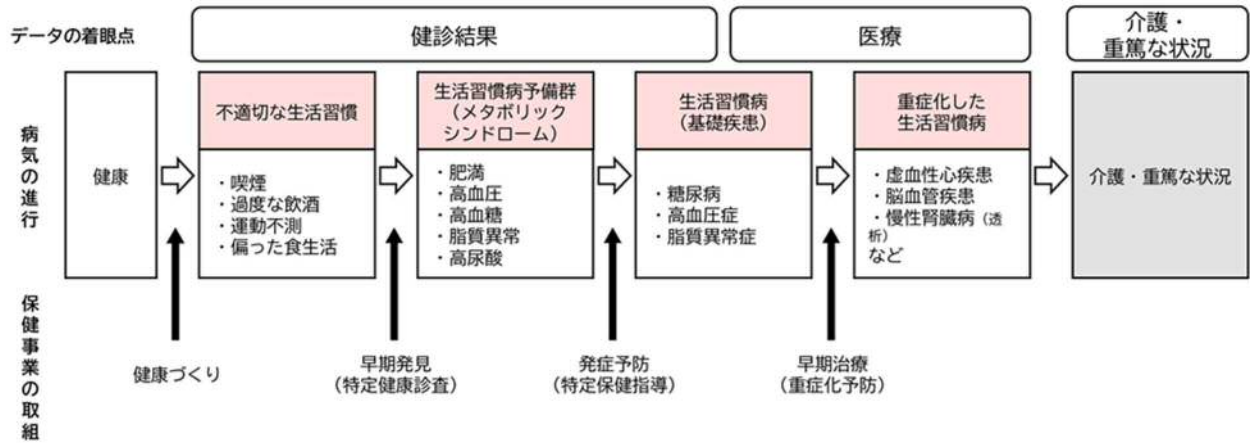 データの着眼点
健診結果
医療
介護・
重篤な状況
病気の進行
健康
不適切な生活習慣
・喫煙
・過度な飲酒
・運動不測
・偏った食生活
生活習慣病予備群
（メタボリック
シンドローム）
・肥満
・高血圧
・高血糖
・脂質異常
・高尿酸
生活習慣病
（基礎疾患）
・糖尿病
・高血圧症
・脂質異常症
重症化した
生活習慣病
・虚血性心疾患
・脳血管疾患
・慢性腎臓病（透
析）
など
介護・重篤な状況
保健事業の取組
健康づくり
早期発見
（特定健康診査）
発症予防
（特定保健指導）
早期治療
（重症化予防）